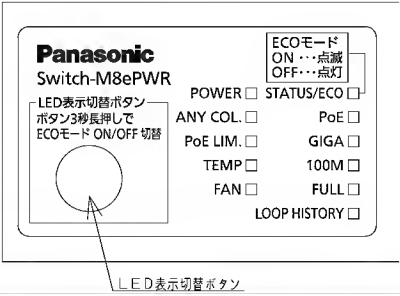 Panasonic
Switch-M8ePWR
LED表示切替ボタン
ボタン3秒長押しで
ECOモード ON/OFF 切替
ECOモード
ON ･･･点滅
OFF･･･点灯
POWER
STATUS/ECO
ANY COL.
PoE
PoE LIM.
GIGA
TEMP
100M
FAN
FULL
LOOP HISTORY
LED表示切替ボタン